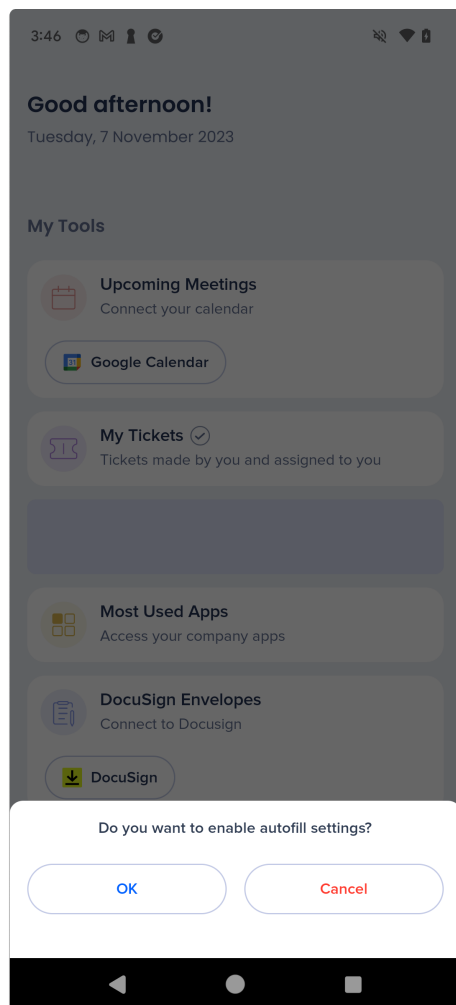 3:46
Good afternoon!
Tuesday, 7 November 2023
My Tools
Upcoming Meetings
Connect your calendar
31
Google Calendar
My Tickets
Tickets made by you and assigned to you
Most Used Apps
Access your company apps
DocuSign Envelopes
Connect to Docusign
DocuSign
Do you want to enable autofill settings?
OK Cancel